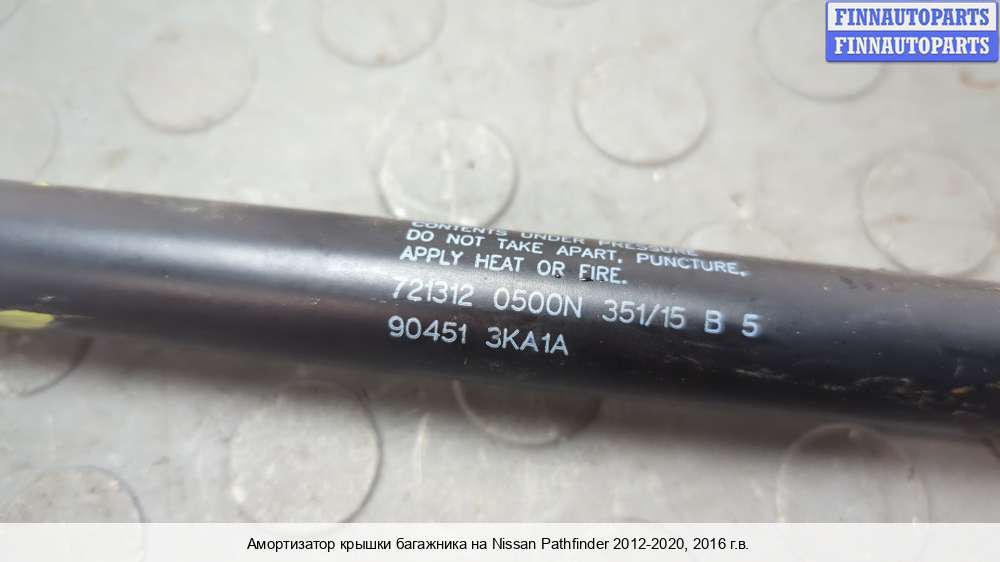 FINNAUTOPARTS
FINNAUTOPARTS
CONTENTS UNDER PRESSURE
DO NOT TAKE APART, PUNCTURE,
APPLY HEAT OR FIRE.
721312 0500N 351/15 B 5
90451 3KA1A
Амортизатор крышки багажника на Nissan Pathfinder 2012-2020, 2016 г.в.